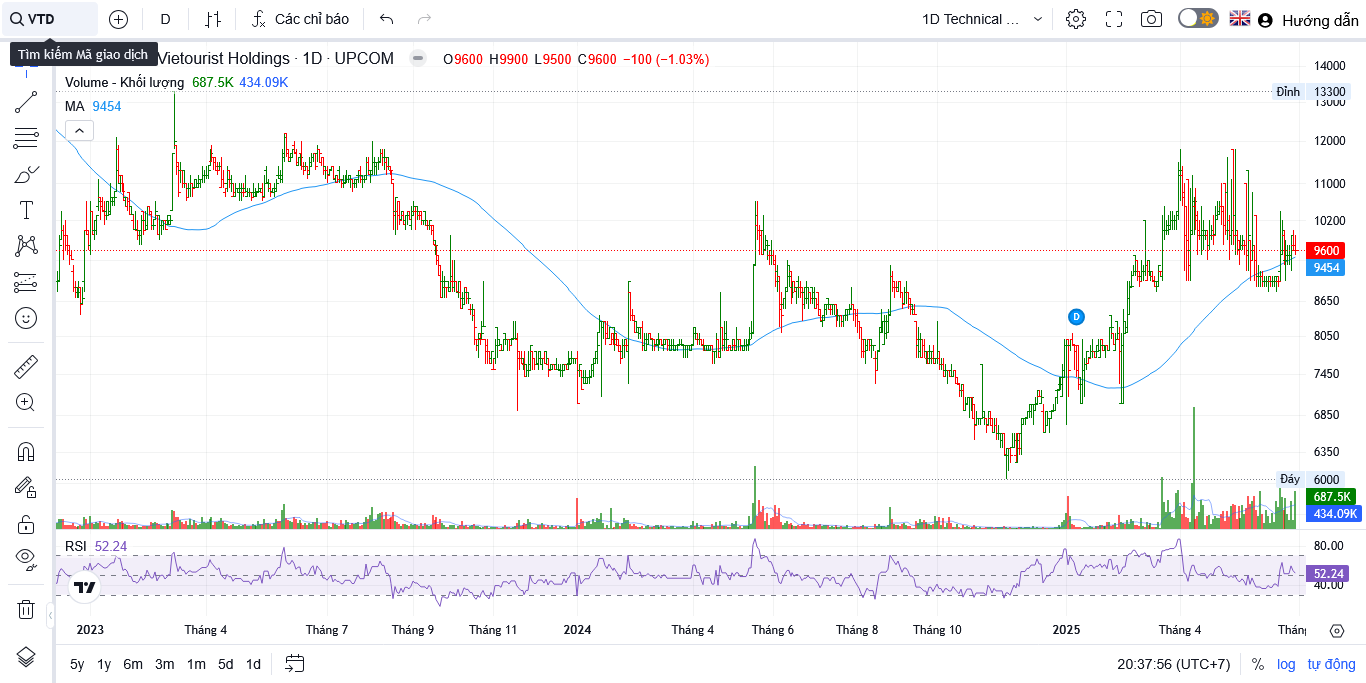 VTD
D
Các chỉ báo
1D Technical ...
Hướng dẫn
Tìm kiếm Mã giao dịch
Vietourist Holdings · 1D · UPCOM
O9600 H9900 L9500 C9600 −100 (−1.03%)
Volume - Khối lượng 687.5K 434.09K
MA 9454
14000
Đỉnh 13300
13000
12000
11000
10200
9600
9454
8650
D
8050
7450
6850
6350
Đáy 6000
687.5K
434.09K
RSI 52.24
80.00
52.24
40.00
2023 Tháng 4 Tháng 7 Tháng 9 Tháng 11 2024 Tháng 4 Tháng 6 Tháng 8 Tháng 10 2025 Tháng 4 Tháng
5y 1y 6m 3m 1m 5d 1d
20:37:56 (UTC+7) % log tự động